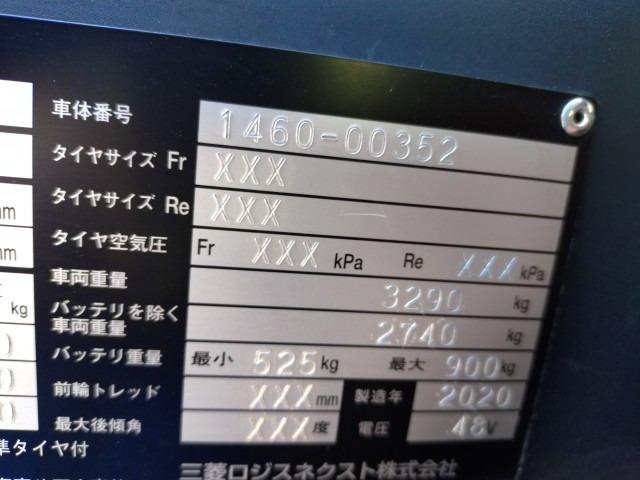 車体番号 1460-00352
タイヤサイズ Fr XXX
タイヤサイズ Re XXX
タイヤ空気圧 Fr XXX kPa Re XXX kPa
mm
mm
車両重量 3290 kg
kg
バッテリを除く
車両重量 2740 kg
バッテリ重量 最小 525 kg 最大 900 kg
前輪トレッド XXX mm 製造年 2020
最大後傾角 XXX 度 電圧 48V
準タイヤ付
三菱ロジスネクスト株式会社